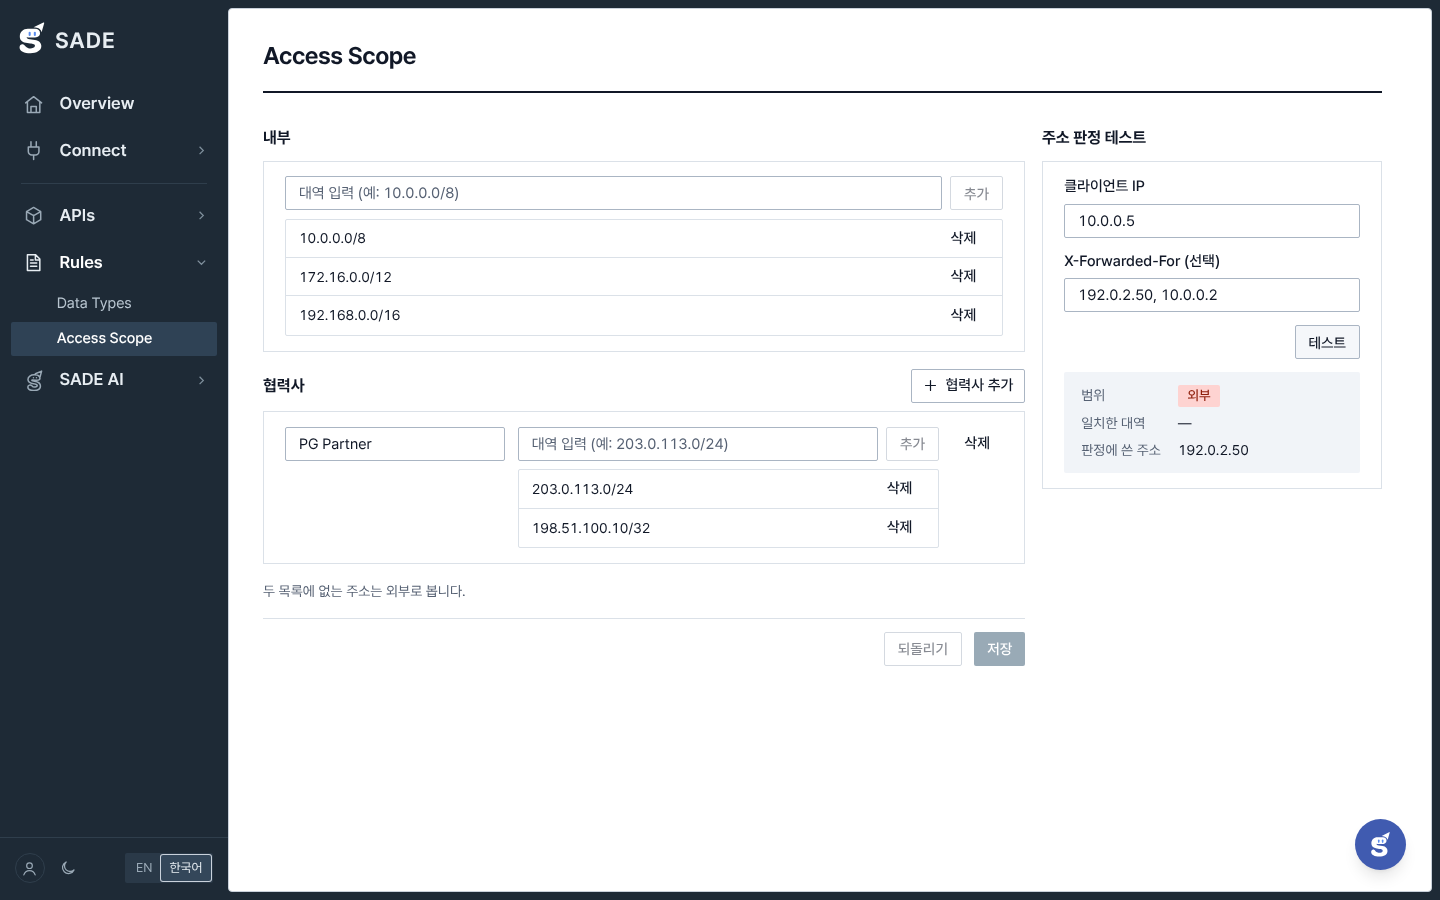 SADE
Overview
Connect
APIs
Rules
Data Types
Access Scope
SADE AI
EN 한국어
Access Scope
내부
대역 입력 (예: 10.0.0.0/8) 추가
10.0.0.0/8 삭제
172.16.0.0/12 삭제
192.168.0.0/16 삭제
협력사 + 협력사 추가
PG Partner 대역 입력 (예: 203.0.113.0/24) 추가 삭제
203.0.113.0/24 삭제
198.51.100.10/32 삭제
두 목록에 없는 주소는 외부로 봅니다.
되돌리기 저장
주소 판정 테스트
클라이언트 IP
10.0.0.5
X-Forwarded-For (선택)
192.0.2.50, 10.0.0.2
테스트
범위 외부
일치한 대역 —
판정에 쓴 주소 192.0.2.50